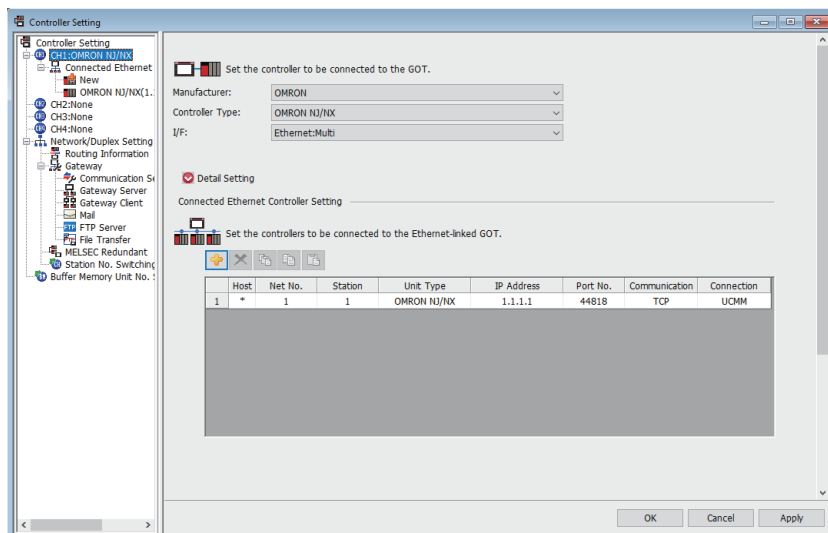 Controller Setting
Controller Setting
CH1:OMRON NJ/NX
Connected Ethernet
New
OMRON NJ/NX(1.
CH2:None
CH3:None
CH4:None
Network/Duplex Setting
Routing Information
Gateway
Communication Se
Gateway Server
Gateway Client
Mail
FTP Server
File Transfer
MELSEC Redundant
Station No. Switching
Buffer Memory Unit No.
Set the controller to be connected to the GOT.
Manufacturer: OMRON
Controller Type: OMRON NJ/NX
I/F: Ethernet:Multi
Detail Setting
Connected Ethernet Controller Setting
Set the controllers to be connected to the Ethernet-linked GOT.
Host Net No. Station Unit Type IP Address Port No. Communication Connection
1 * 1 1 OMRON NJ/NX 1.1.1.1 44818 TCP UCMM
OK Cancel Apply